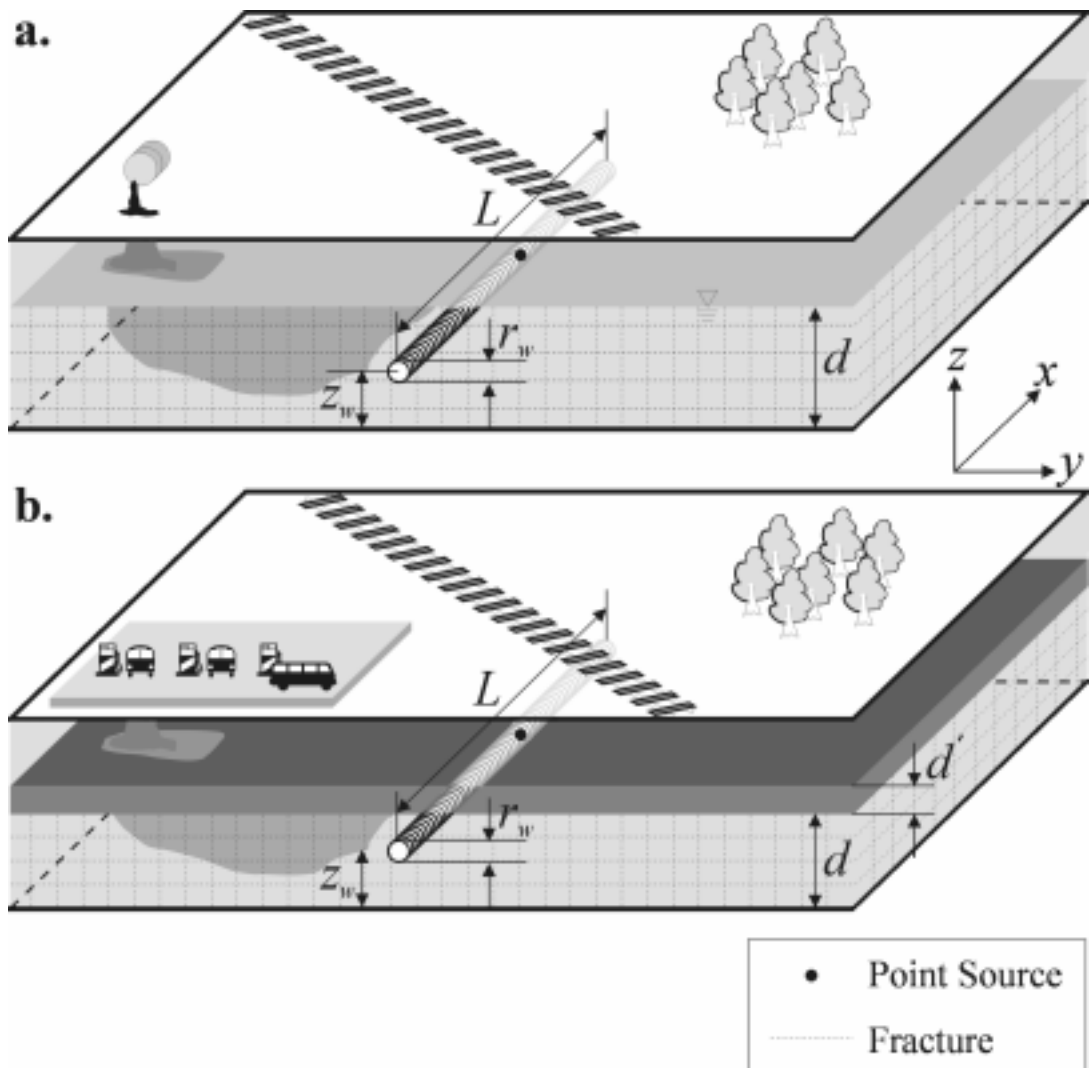 a.
L
r_w
z_w
d
z
x
y
b.
L
d'
r_w
z_w
d
Point Source
Fracture